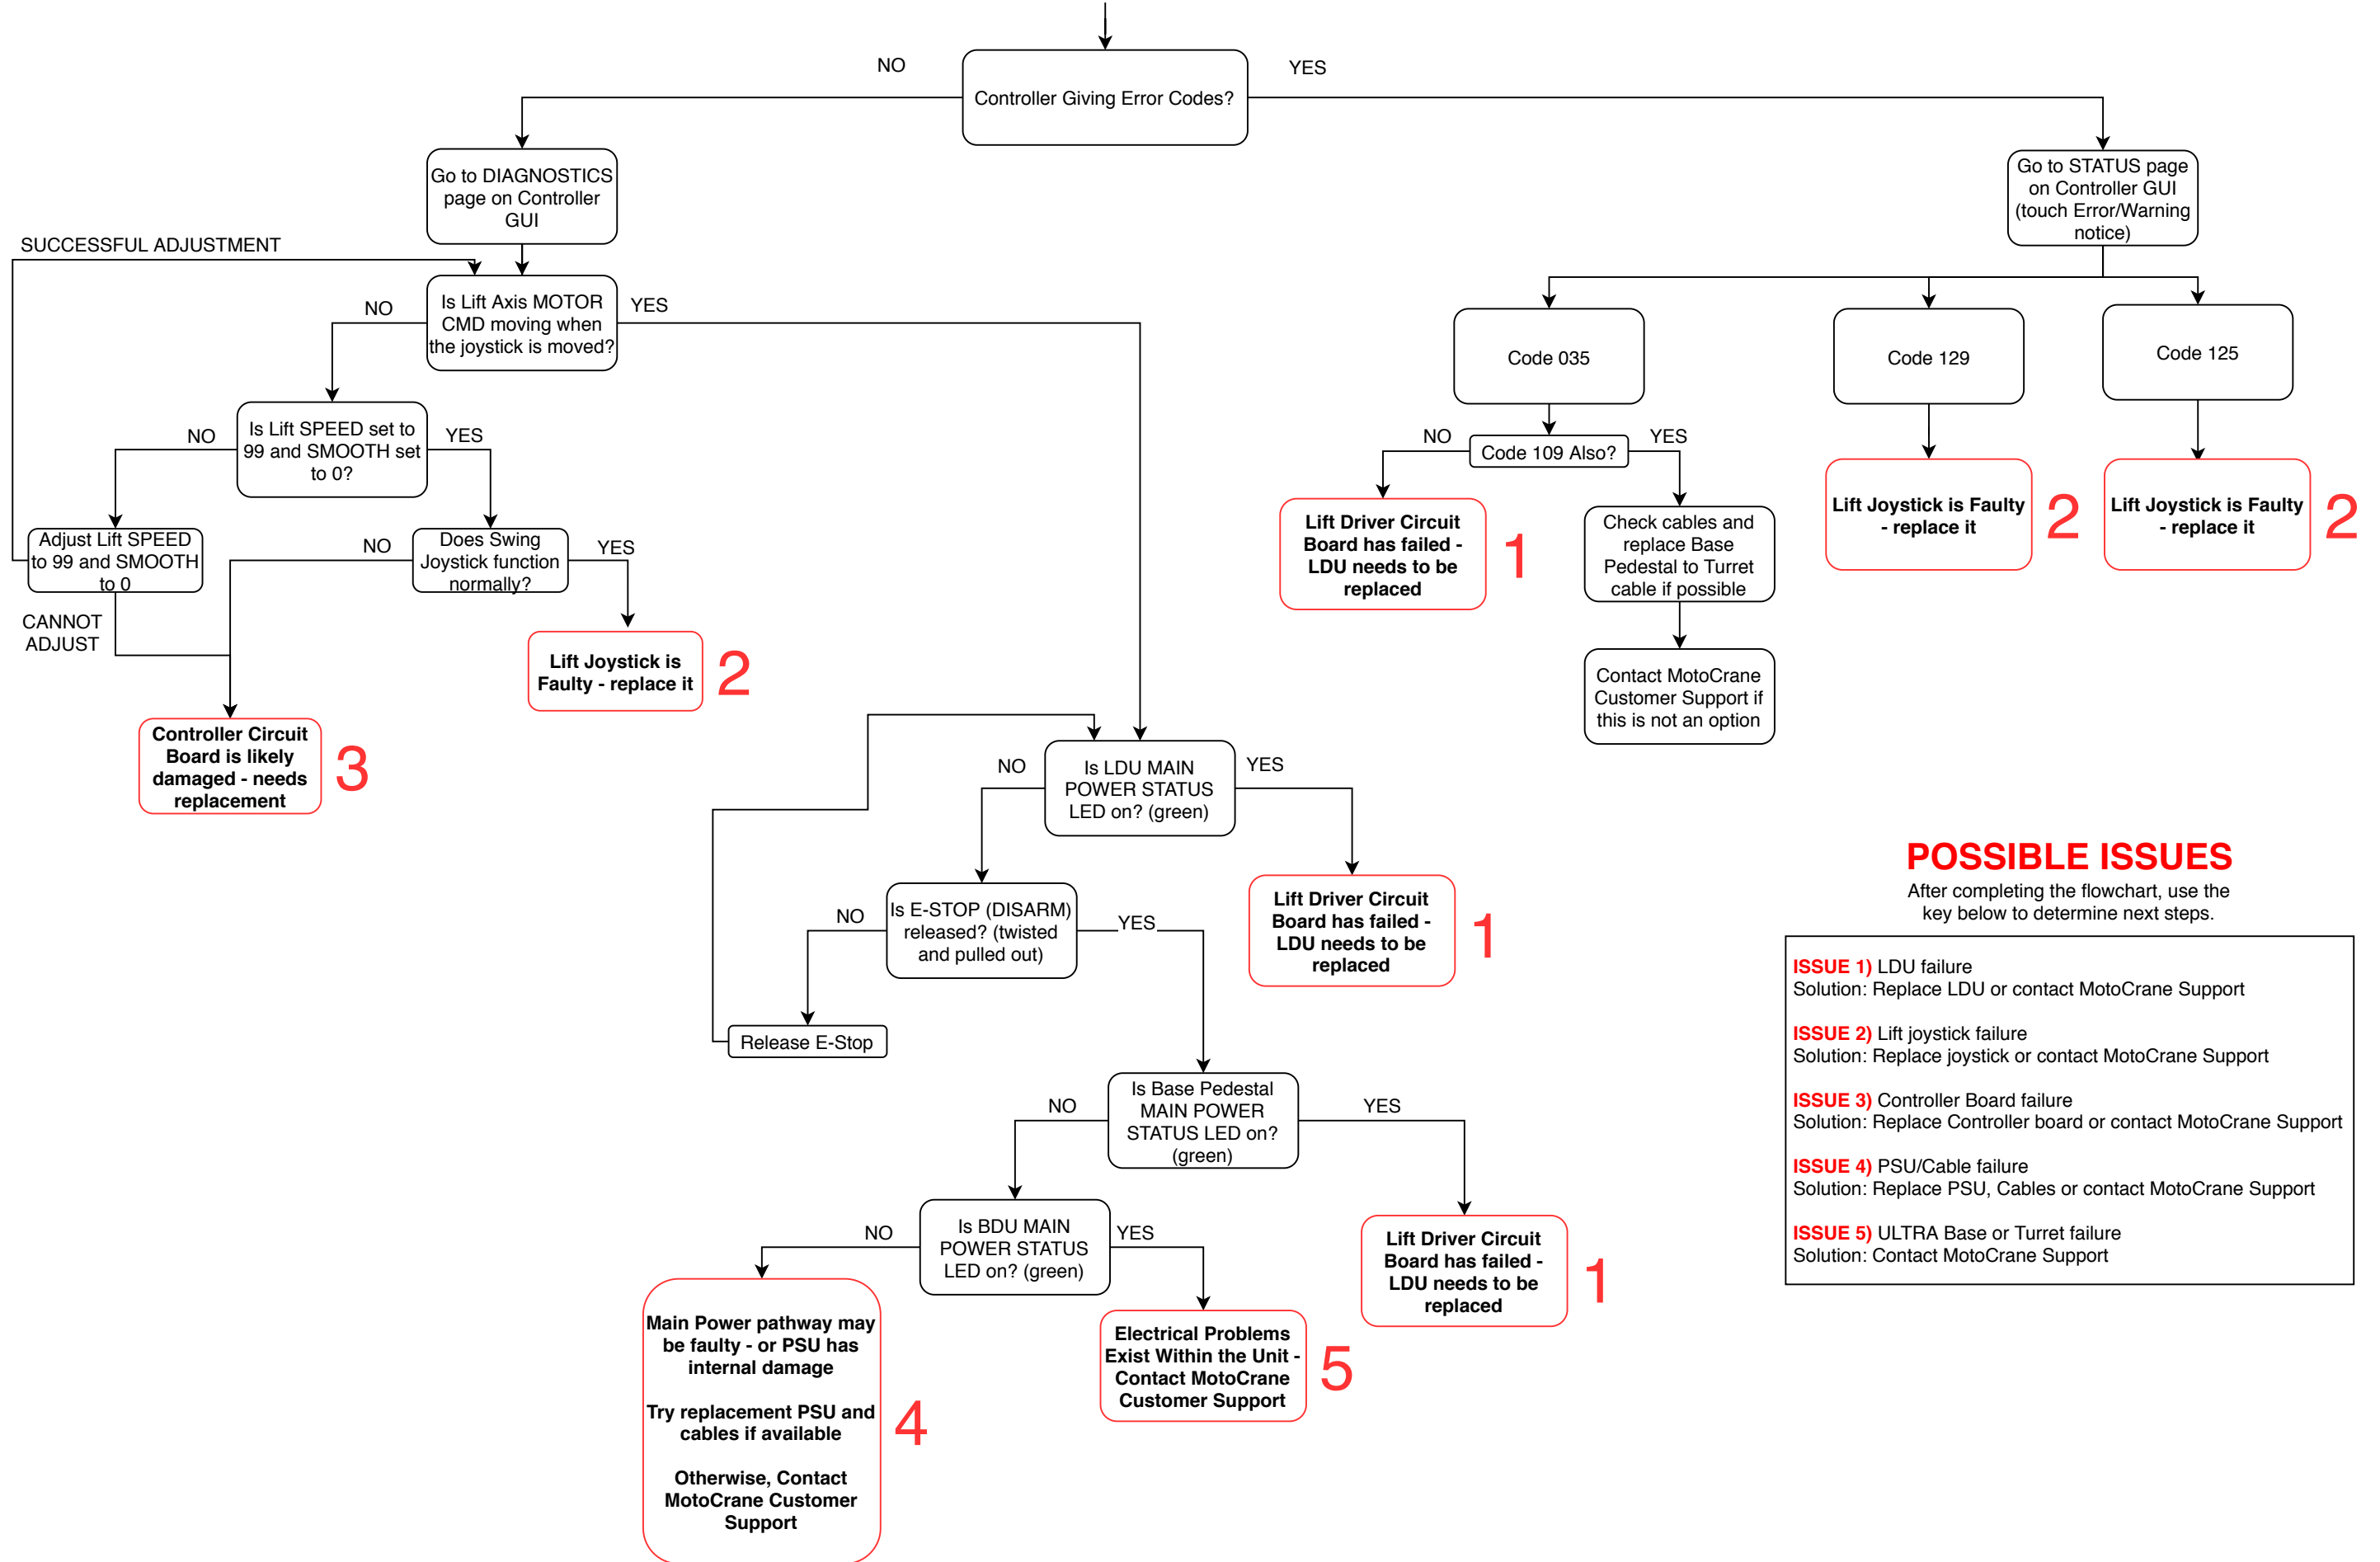 NO
YES
Controller Giving Error Codes?
Go to DIAGNOSTICS
page on Controller
GUI
Go to STATUS page
on Controller GUI
(touch Error/Warning
notice)
SUCCESSFUL ADJUSTMENT
NO
Is Lift Axis MOTOR
CMD moving when
the joystick is moved?
YES
Code 035
Code 129
Code 125
NO
Is Lift SPEED set to
99 and SMOOTH set
to 0?
YES
NO
Code 109 Also?
YES
Lift Driver Circuit
Board has failed -
LDU needs to be
replaced
1
Check cables and
replace Base
Pedestal to Turret
cable if possible
Lift Joystick is Faulty
- replace it
2
Lift Joystick is Faulty
- replace it
2
Adjust Lift SPEED
to 99 and SMOOTH
to 0
NO
Does Swing
Joystick function
normally?
YES
CANNOT
ADJUST
Lift Joystick is
Faulty - replace it
2
Contact MotoCrane
Customer Support if
this is not an option
Controller Circuit
Board is likely
damaged - needs
replacement
3
NO
Is LDU MAIN
POWER STATUS
LED on? (green)
YES
NO
Is E-STOP (DISARM)
released? (twisted
and pulled out)
YES
Lift Driver Circuit
Board has failed -
LDU needs to be
replaced
1
Release E-Stop
NO
Is Base Pedestal
MAIN POWER
STATUS LED on?
(green)
YES
NO
Is BDU MAIN
POWER STATUS
LED on? (green)
YES
Lift Driver Circuit
Board has failed -
LDU needs to be
replaced
1
Main Power pathway may
be faulty - or PSU has
internal damage
Try replacement PSU and
cables if available
Otherwise, Contact
MotoCrane Customer
Support
4
Electrical Problems
Exist Within the Unit -
Contact MotoCrane
Customer Support
5
POSSIBLE ISSUES
After completing the flowchart, use the
key below to determine next steps.
ISSUE 1) LDU failure
Solution: Replace LDU or contact MotoCrane Support
ISSUE 2) Lift joystick failure
Solution: Replace joystick or contact MotoCrane Support
ISSUE 3) Controller Board failure
Solution: Replace Controller board or contact MotoCrane Support
ISSUE 4) PSU/Cable failure
Solution: Replace PSU, Cables or contact MotoCrane Support
ISSUE 5) ULTRA Base or Turret failure
Solution: Contact MotoCrane Support